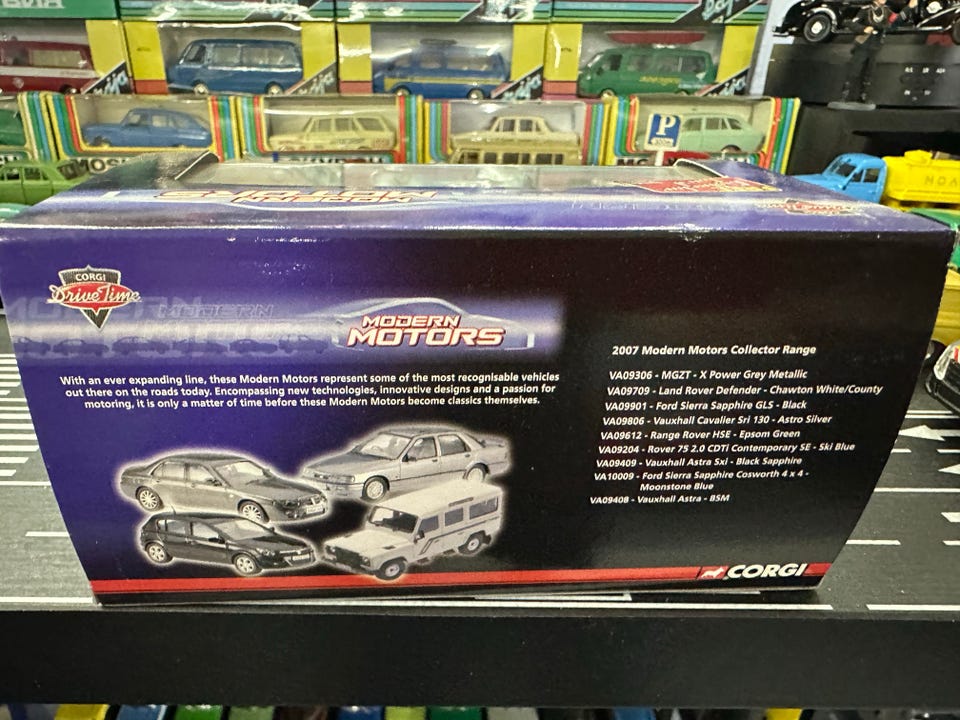 MODERN
MOTORS
CORGI
DriveTime
MODERN
MODERN
MOTORS
With an ever expanding line, these Modern Motors represent some of the most recognisable vehicles
out there on the roads today. Encompassing new technologies, innovative designs and a passion for
motoring, it is only a matter of time before these Modern Motors become classics themselves.
2007 Modern Motors Collector Range
VA09306 - MGZT - X Power Grey Metallic
VA09709 - Land Rover Defender - Chawton White/County
VA09901 - Ford Sierra Sapphire GLS - Black
VA09806 - Vauxhall Cavalier Sri 130 - Astro Silver
VA09612 - Range Rover HSE - Epsom Green
VA09204 - Rover 75 2.0 CDTi Contemporary SE - Ski Blue
VA09409 - Vauxhall Astra Sxi - Black Sapphire
VA10009 - Ford Sierra Sapphire Cosworth 4 x 4 -
Moonstone Blue
VA09408 - Vauxhall Astra - BSM
CORGI
P